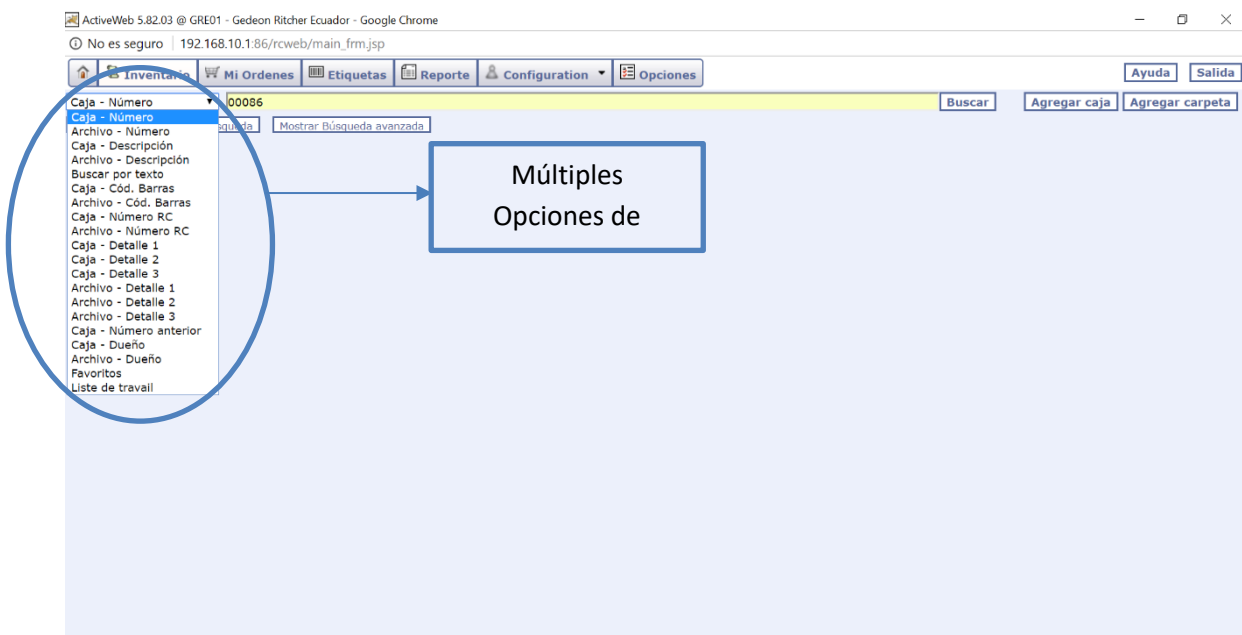 ActiveWeb 5.82.03 @ GRE01 - Gedeon Ritcher Ecuador - Google Chrome
No es seguro | 192.168.10.1:86/rcweb/main_frm.jsp
Inventario Mi Ordenes Etiquetas Reporte Configuration Opciones Ayuda Salida
Caja - Número 00086 Buscar Agregar caja Agregar carpeta
Mostrar Búsqueda avanzada
Caja - Número
Archivo - Número
Caja - Descripción
Archivo - Descripción
Buscar por texto
Caja - Cód. Barras
Archivo - Cód. Barras
Caja - Número RC
Archivo - Número RC
Caja - Detalle 1
Caja - Detalle 2
Caja - Detalle 3
Archivo - Detalle 1
Archivo - Detalle 2
Archivo - Detalle 3
Caja - Número anterior
Caja - Dueño
Archivo - Dueño
Favoritos
Liste de travail
Múltiples
Opciones de